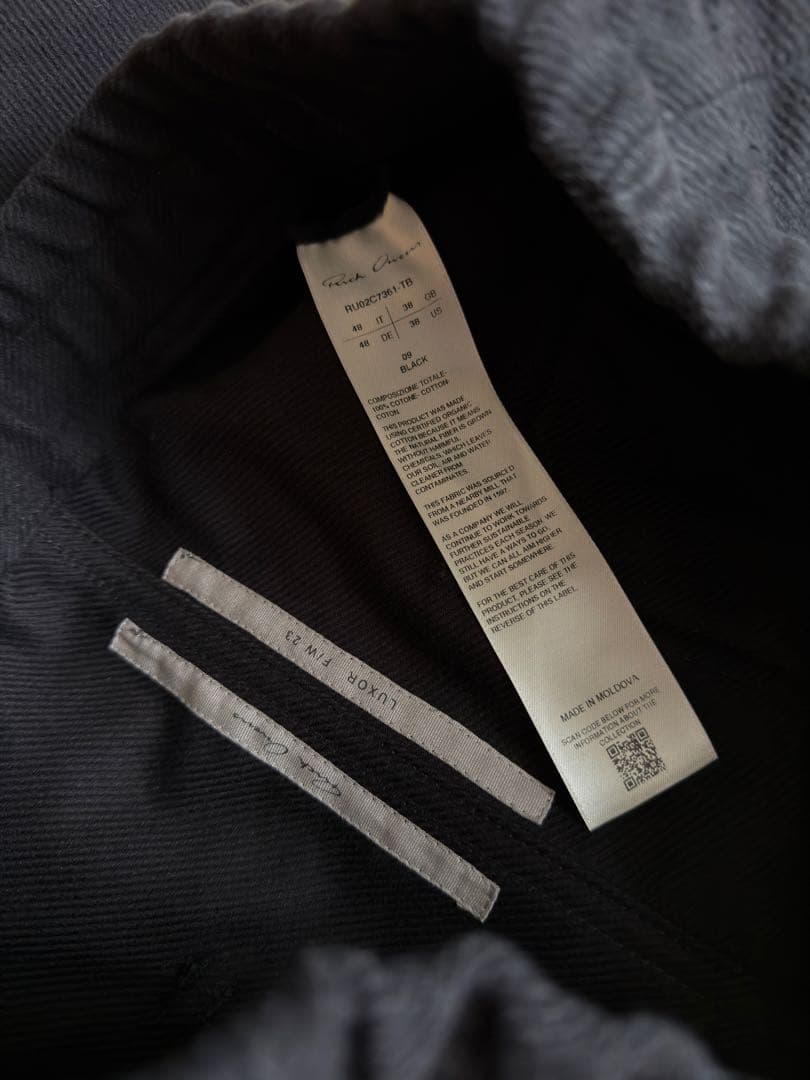 Rick Owens
RU02C7361-TB
48 IT 38 GB
48 DE 38 US
09
BLACK
COMPOSIZIONE TOTALE-
100% COTONE- COTTON-
COTON
THIS PRODUCT WAS MADE
USING CERTIFIED ORGANIC
COTTON BECAUSE IT MEANS
THE NATURAL FIBER IS GROWN
WITHOUT HARMFUL
CHEMICALS, WHICH LEAVES
OUR SOIL, AIR AND WATER
CLEANER FROM
CONTAMINATES.
THIS FABRIC WAS SOURCED
FROM A NEARBY MILL THAT
WAS FOUNDED IN 1597.
AS A COMPANY WE WILL
CONTINUE TO WORK TOWARDS
FURTHER SUSTAINABLE
PRACTICES EACH SEASON. WE
STILL HAVE A WAYS TO GO,
BUT WE CAN ALL AIM HIGHER
AND START SOMEWHERE.
FOR THE BEST CARE OF THIS
PRODUCT, PLEASE SEE THE
INSTRUCTIONS ON THE
REVERSE OF THIS LABEL.
MADE IN MOLDOVA
SCAN CODE BELOW FOR MORE
INFORMATION ABOUT THE
COLLECTION
LUXOR F/W 23
Rick Owens